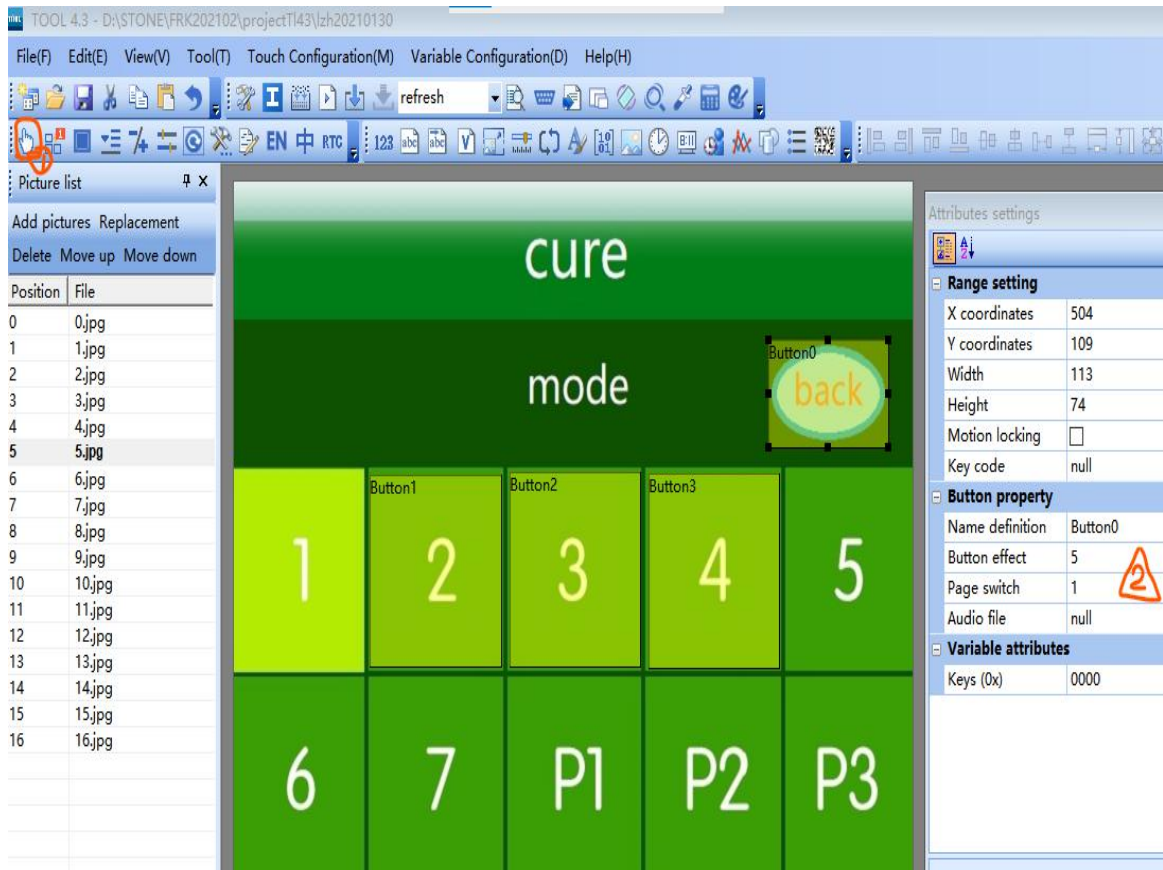 TOOL 4.3 - D:\STONE\FRK202102\projectTl43\lzh20210130
File(F) Edit(E) View(V) Tool(T) Touch Configuration(M) Variable Configuration(D) Help(H)
refresh
EN 中 RTC 123 abc abc V
1
Picture list
Add pictures Replacement
Delete Move up Move down
Position File
0 0.jpg
1 1.jpg
2 2.jpg
3 3.jpg
4 4.jpg
5 5.jpg
6 6.jpg
7 7.jpg
8 8.jpg
9 9.jpg
10 10.jpg
11 11.jpg
12 12.jpg
13 13.jpg
14 14.jpg
15 15.jpg
16 16.jpg
cure
mode
Button0
back
Button1 Button2 Button3
1 2 3 4 5
6 7 P1 P2 P3
Attributes settings
Range setting
X coordinates 504
Y coordinates 109
Width 113
Height 74
Motion locking
Key code null
Button property
Name definition Button0
Button effect 5
Page switch 1
2
Audio file null
Variable attributes
Keys (0x) 0000